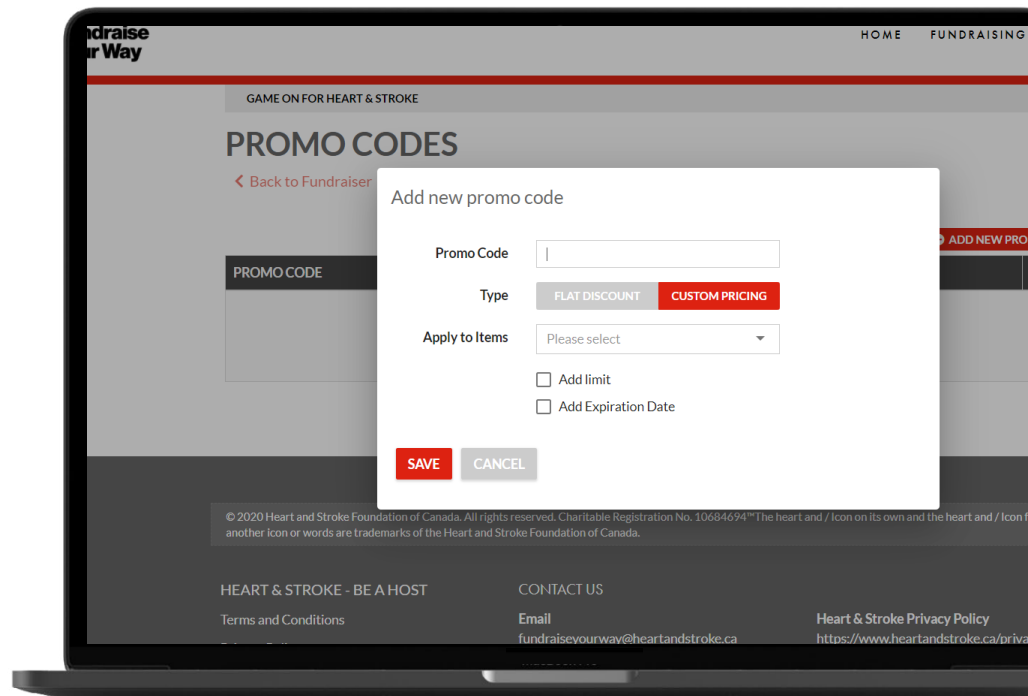 ndraise
HOME FUNDRAISING
ur Way
GAME ON FOR HEART & STROKE
PROMO CODES
Back to Fundraiser
Add new promo code
ADD NEW PRO
Promo Code
PROMO CODE
Type FLAT DISCOUNT CUSTOM PRICING
Apply to Items Please select
Add limit
Add Expiration Date
SAVE CANCEL
© 2020 Heart and Stroke Foundation of Canada. All rights reserved. Charitable Registration No. 10684694™The heart and / Icon on its own and the heart and / Icon f
another icon or words are trademarks of the Heart and Stroke Foundation of Canada.
HEART & STROKE - BE A HOST CONTACT US
Terms and Conditions Email Heart & Stroke Privacy Policy
fundraiseyourway@heartandstroke.ca https://www.heartandstroke.ca/priva